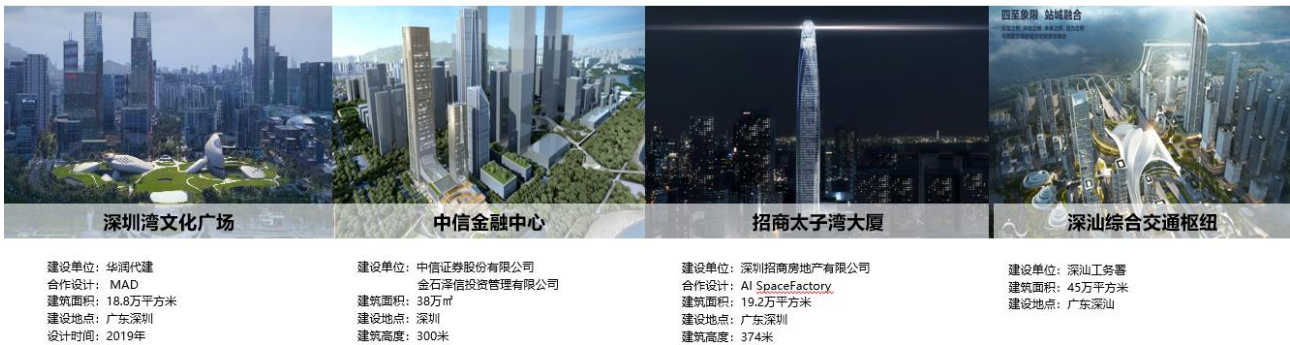 四至象限 站城融合
深圳湾文化广场
中信金融中心
招商太子湾大厦
深汕综合交通枢纽
建设单位：华润代建
合作设计： MAD
建筑面积：18.8万平方米
建设地点：广东深圳
设计时间：2019年
建设单位：中信证券股份有限公司
金石泽信投资管理有限公司
建筑面积：38万㎡
建设地点：深圳
建筑高度：300米
建设单位：深圳招商房地产有限公司
合作设计：AI SpaceFactory
建筑面积：19.2万平方米
建设地点：广东深圳
建筑高度：374米
建设单位：深汕工务署
建筑面积：45万平方米
建设地点：广东深汕